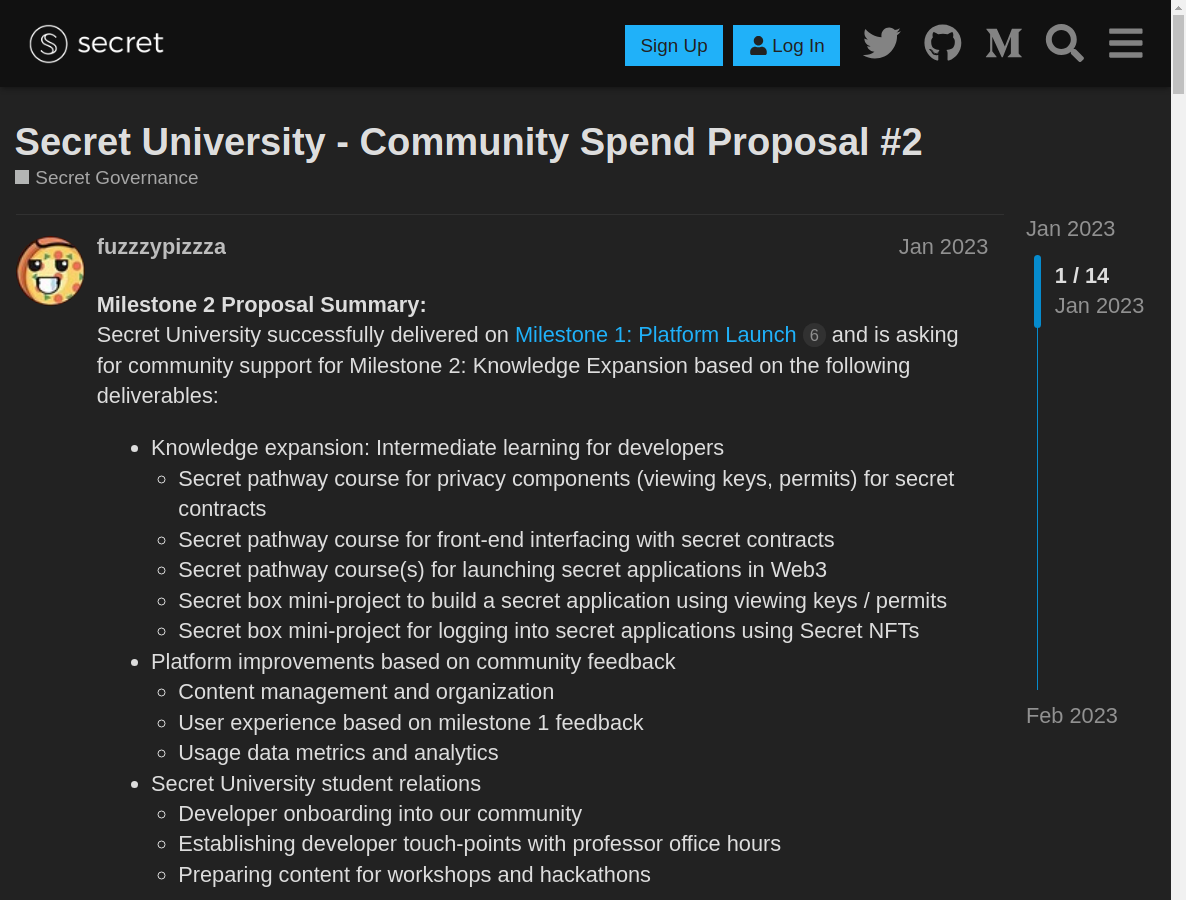 secret
Sign Up
Log In
Secret University - Community Spend Proposal #2
Secret Governance
fuzzzypizzza
Jan 2023
Jan 2023
1 / 14
Jan 2023
Milestone 2 Proposal Summary:
Secret University successfully delivered on Milestone 1: Platform Launch 6 and is asking
for community support for Milestone 2: Knowledge Expansion based on the following
deliverables:
• Knowledge expansion: Intermediate learning for developers
◦ Secret pathway course for privacy components (viewing keys, permits) for secret
contracts
◦ Secret pathway course for front-end interfacing with secret contracts
◦ Secret pathway course(s) for launching secret applications in Web3
◦ Secret box mini-project to build a secret application using viewing keys / permits
◦ Secret box mini-project for logging into secret applications using Secret NFTs
• Platform improvements based on community feedback
◦ Content management and organization
◦ User experience based on milestone 1 feedback
◦ Usage data metrics and analytics
• Secret University student relations
◦ Developer onboarding into our community
◦ Establishing developer touch-points with professor office hours
◦ Preparing content for workshops and hackathons
Feb 2023